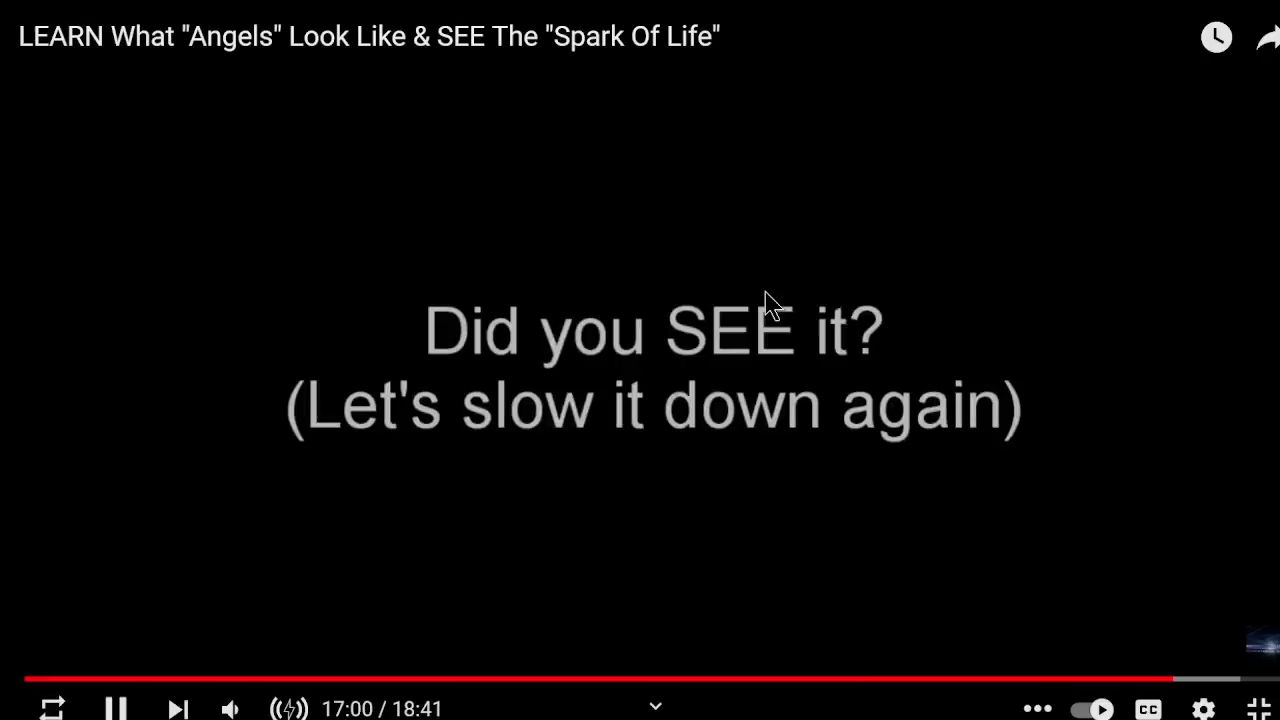 LEARN What "Angels" Look Like & SEE The "Spark Of Life"
Did you SEE it?
(Let's slow it down again)
17:00 / 18:41
CC